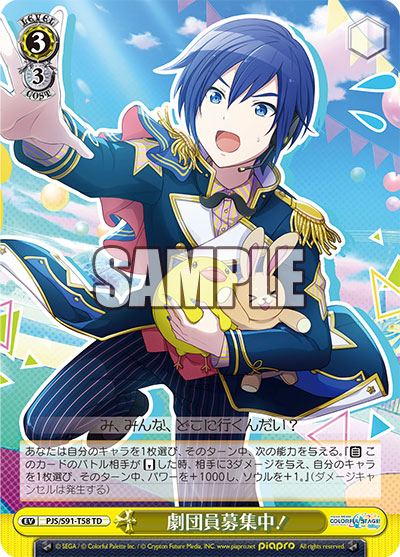 LEVEL
3
3
COST
SAMPLE
み、みんな、どこに行くんだい？
あなたは自分のキャラを1枚選び、そのターン中、次の能力を与える。『【自】
このカードのバトル相手が【リバース】した時、相手に3ダメージを与え、自分のキャラ
を1枚選び、そのターン中、パワーを+1000し、ソウルを+1。』（ダメージキャ
ンセルは発生する）
EV PJS/S91-T58 TD
劇団員募集中！
COLORFUL STAGE!
© SEGA / © Colorful Palette Inc. / © Crypton Future Media, INC. www.piapro.net piapro